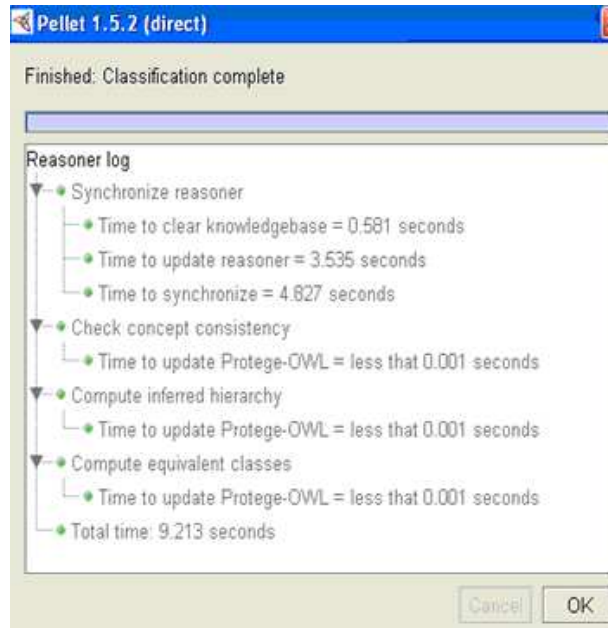 Pellet 1.5.2 (direct)
Finished: Classification complete
Reasoner log
Synchronize reasoner
Time to clear knowledgebase = 0.581 seconds
Time to update reasoner = 3.535 seconds
Time to synchronize = 4.827 seconds
Check concept consistency
Time to update Protege-OWL = less that 0.001 seconds
Compute inferred hierarchy
Time to update Protege-OWL = less that 0.001 seconds
Compute equivalent classes
Time to update Protege-OWL = less that 0.001 seconds
Total time: 9.213 seconds
Cancel OK